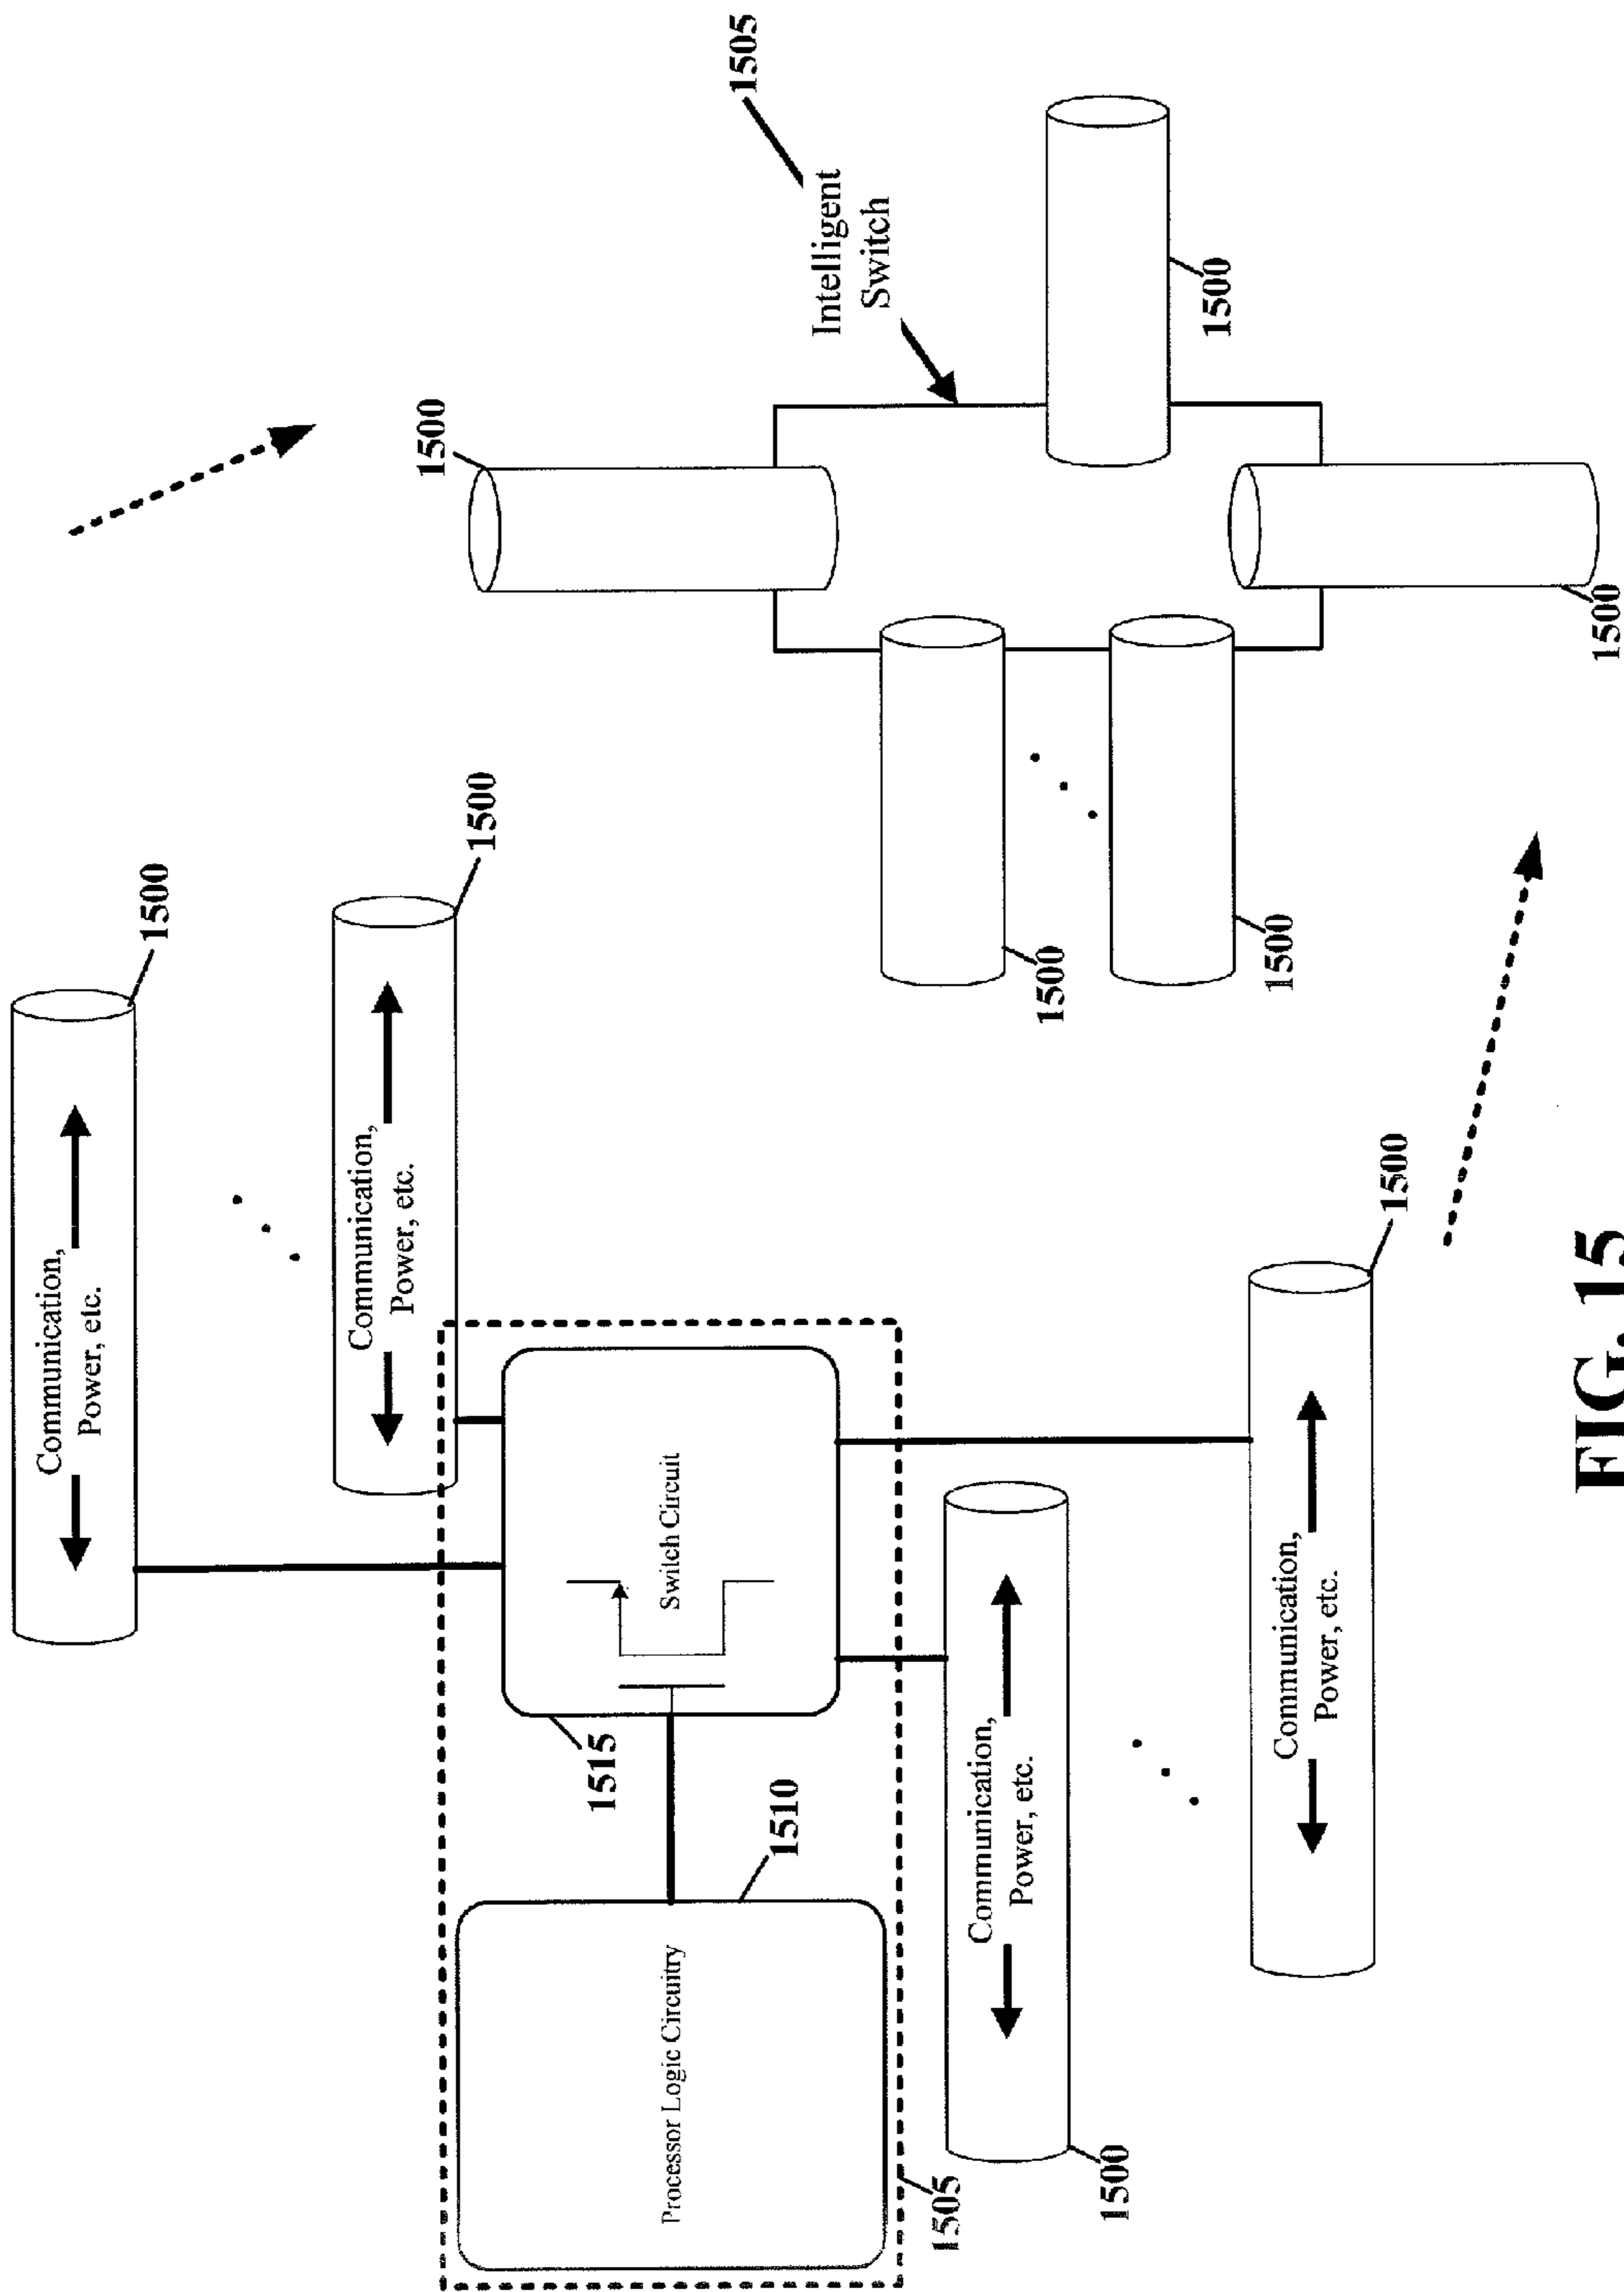 1500
Communication,
Power, etc.
1500
Communication,
Power, etc.
Processor Logic Circuitry
1510
1515
Switch Circuit
1505
1500
Communication,
Power, etc.
1500
Communication,
Power, etc.
1505
Intelligent
Switch
1500
1500
1500
1500
1500
FIG. 15